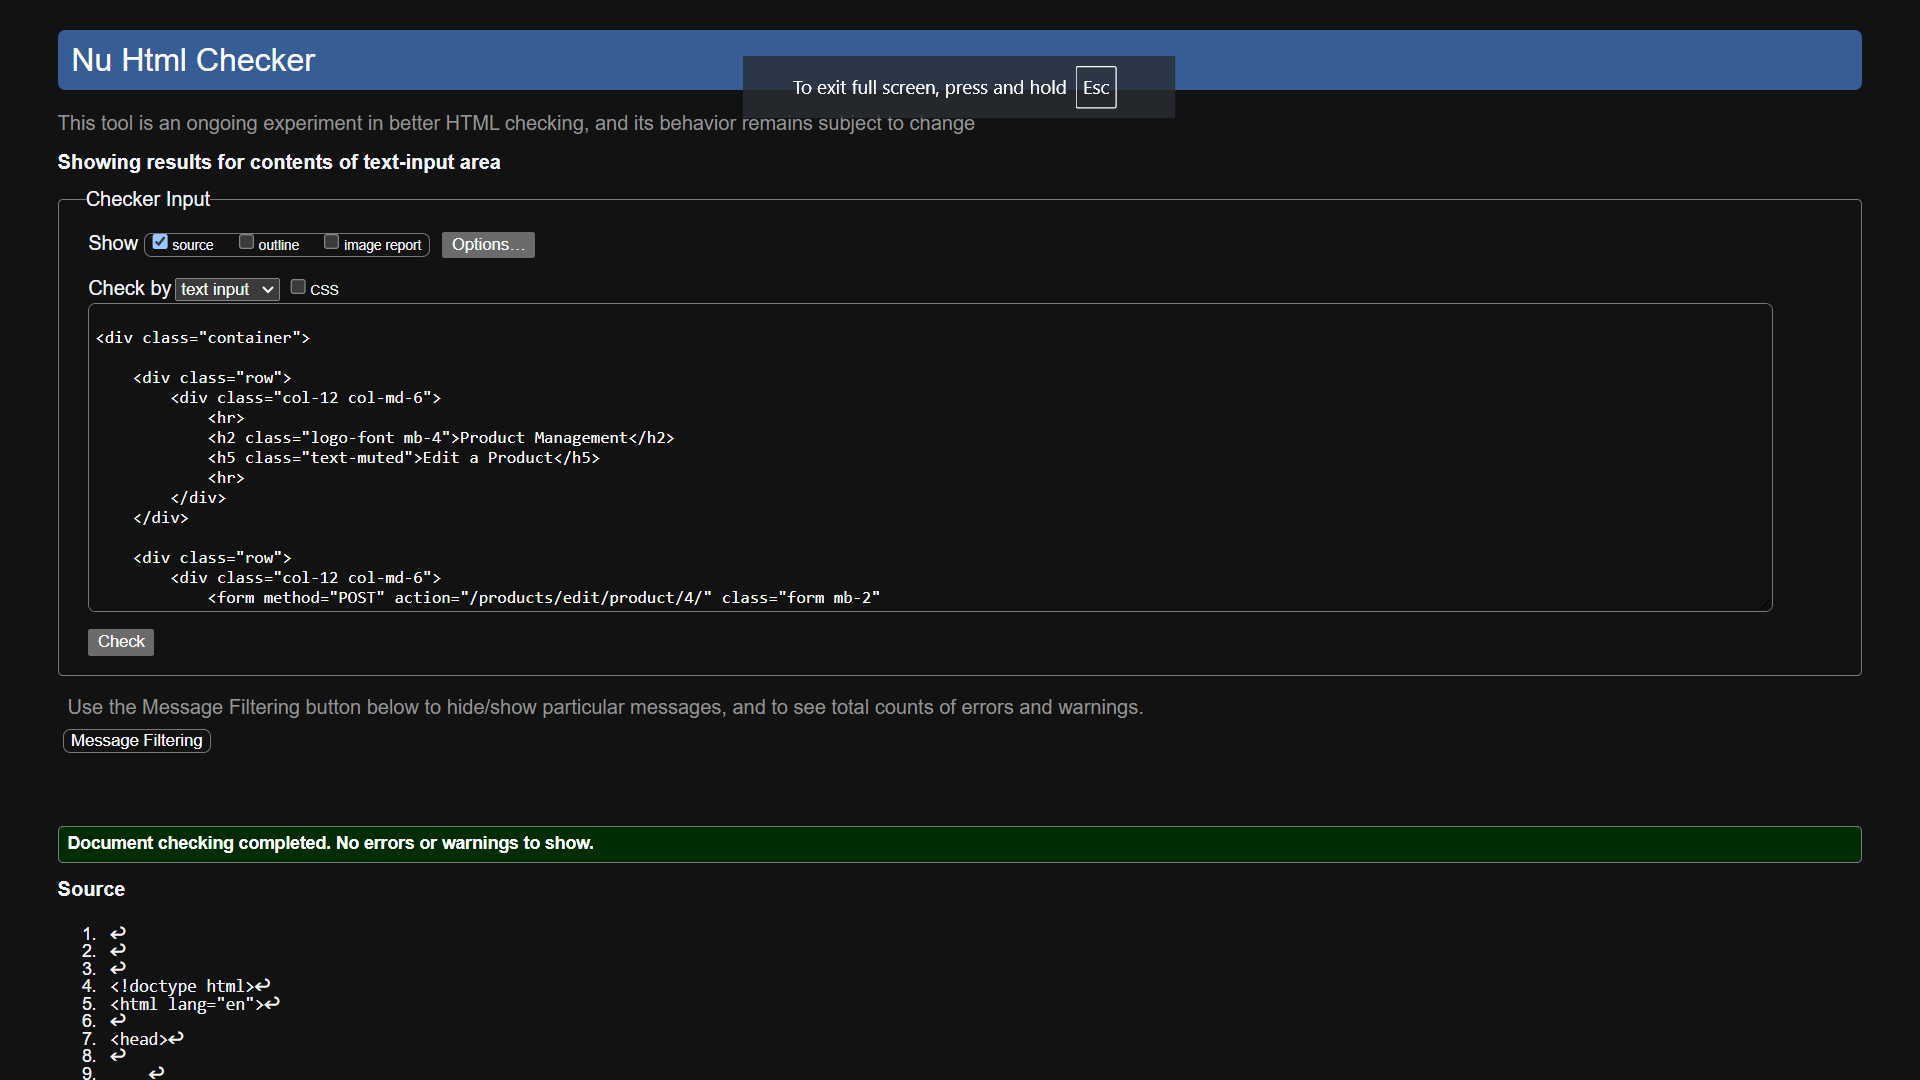 Nu Html Checker
To exit full screen, press and hold Esc
This tool is an ongoing experiment in better HTML checking, and its behavior remains subject to change
Showing results for contents of text-input area
Checker Input
Show source outline image report Options...
Check by text input CSS
<div class="container">
<div class="row">
<div class="col-12 col-md-6">
<hr>
<h2 class="logo-font mb-4">Product Management</h2>
<h5 class="text-muted">Edit a Product</h5>
<hr>
</div>
</div>
<div class="row">
<div class="col-12 col-md-6">
<form method="POST" action="/products/edit/product/4/" class="form mb-2"
Check
Use the Message Filtering button below to hide/show particular messages, and to see total counts of errors and warnings.
Message Filtering
Document checking completed. No errors or warnings to show.
Source
1. ↩
2. ↩
3. ↩
4. <!doctype html>↩
5. <html lang="en">↩
6. ↩
7. <head>↩
8. ↩
9. ↩